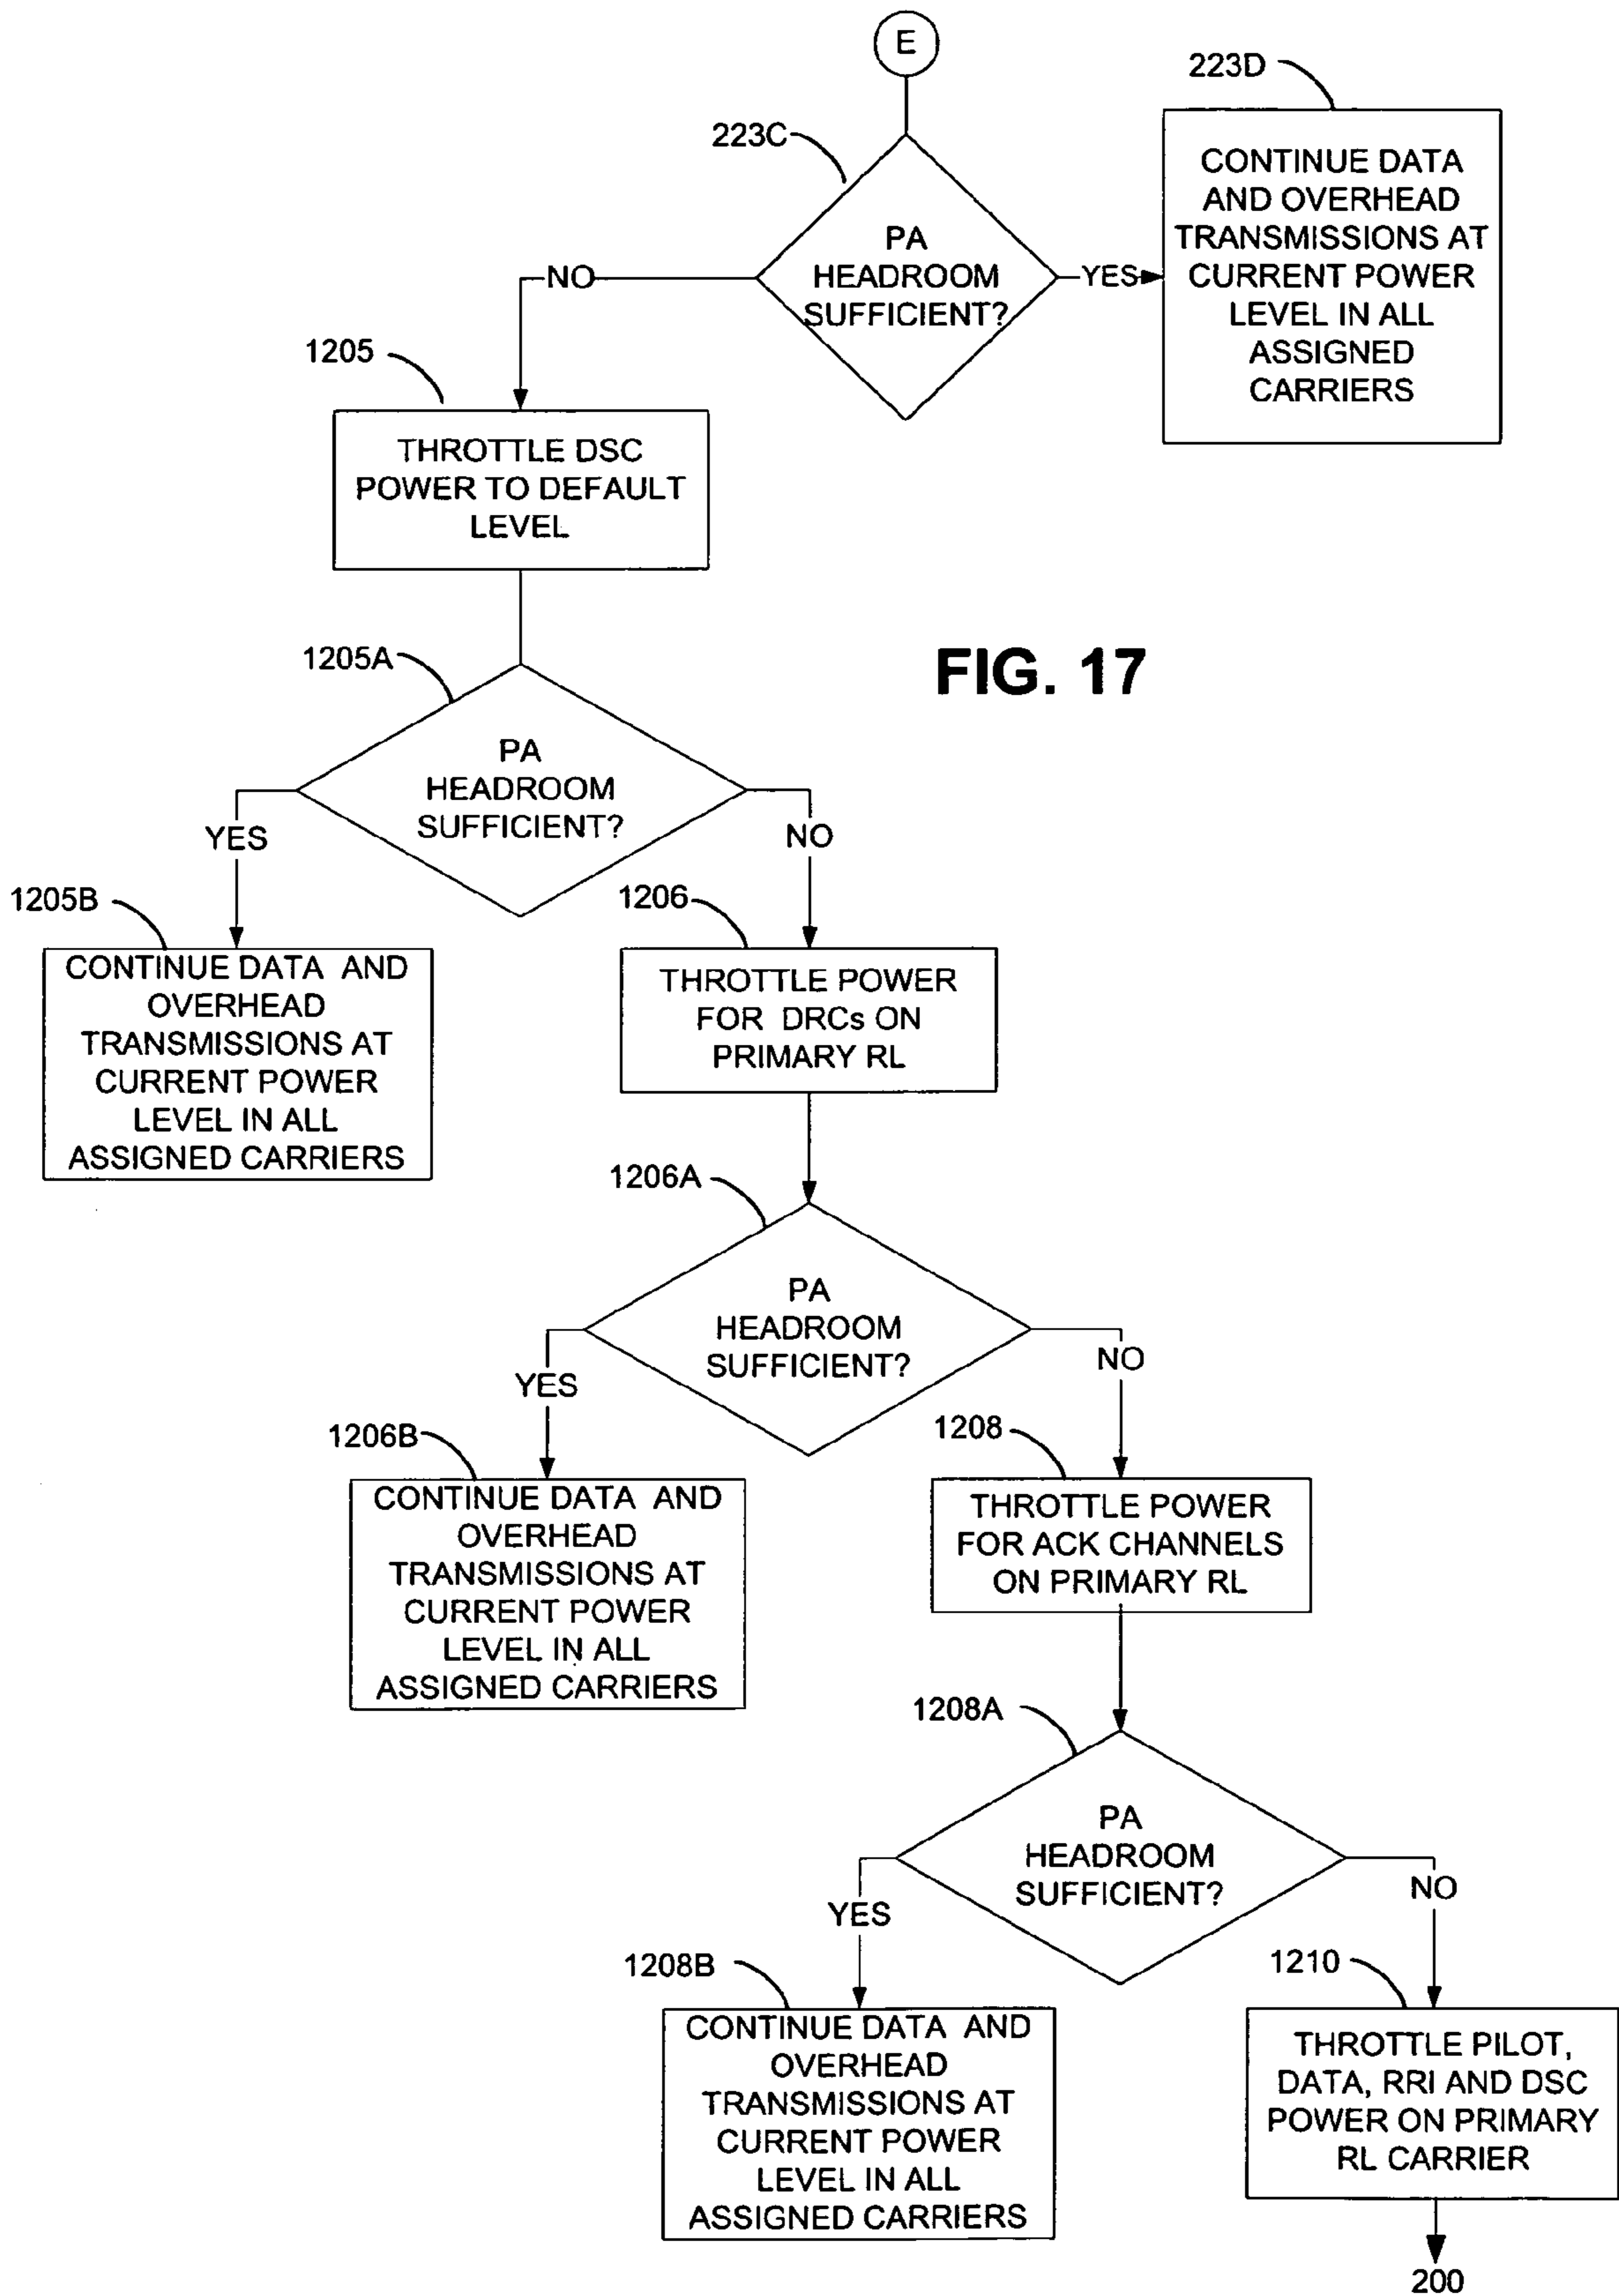 E
223D
223C
CONTINUE DATA
AND OVERHEAD
TRANSMISSIONS AT
CURRENT POWER
LEVEL IN ALL
ASSIGNED
CARRIERS
PA
HEADROOM
SUFFICIENT?
NO
YES
1205
THROTTLE DSC
POWER TO DEFAULT
LEVEL
FIG. 17
1205A
PA
HEADROOM
SUFFICIENT?
YES
NO
1205B
CONTINUE DATA AND
OVERHEAD
TRANSMISSIONS AT
CURRENT POWER
LEVEL IN ALL
ASSIGNED CARRIERS
1206
THROTTLE POWER
FOR DRCs ON
PRIMARY RL
1206A
PA
HEADROOM
SUFFICIENT?
YES
NO
1206B
CONTINUE DATA AND
OVERHEAD
TRANSMISSIONS AT
CURRENT POWER
LEVEL IN ALL
ASSIGNED CARRIERS
1208
THROTTLE POWER
FOR ACK CHANNELS
ON PRIMARY RL
1208A
PA
HEADROOM
SUFFICIENT?
YES
NO
1208B
CONTINUE DATA AND
OVERHEAD
TRANSMISSIONS AT
CURRENT POWER
LEVEL IN ALL
ASSIGNED CARRIERS
1210
THROTTLE PILOT,
DATA, RRI AND DSC
POWER ON PRIMARY
RL CARRIER
200